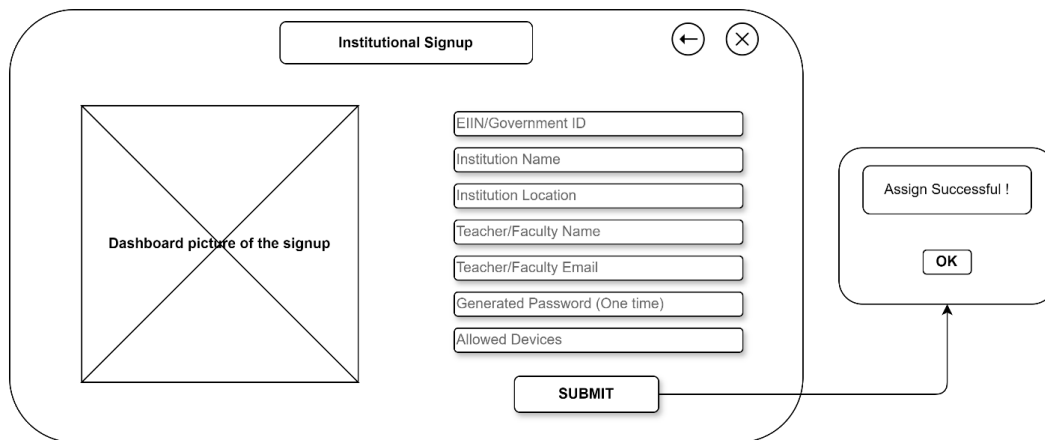 Institutional Signup
Dashboard picture of the signup
EIIN/Government ID
Institution Name
Institution Location
Teacher/Faculty Name
Teacher/Faculty Email
Generated Password (One time)
Allowed Devices
SUBMIT
Assign Successful !
OK